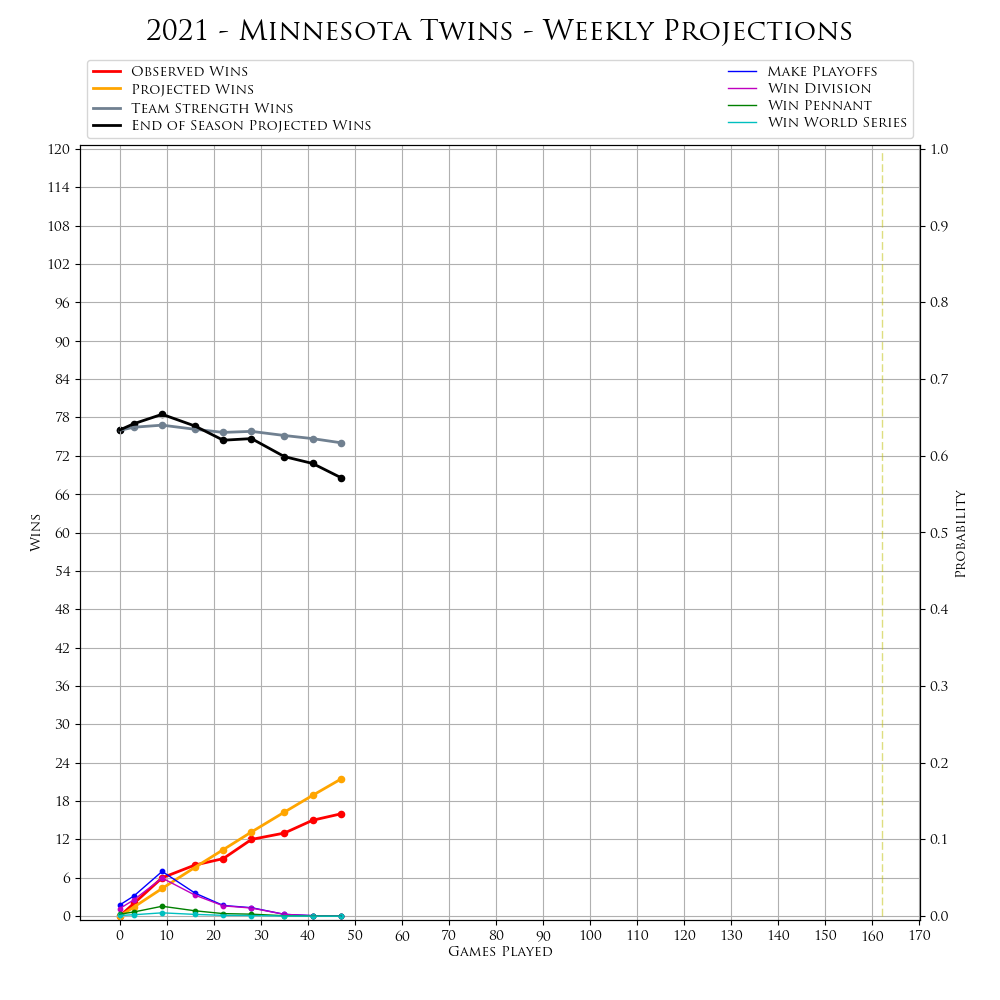 2021 - Minnesota Twins - Weekly Projections
Observed Wins
Projected Wins
Team Strength Wins
End of Season Projected Wins
Make Playoffs
Win Division
Win Pennant
Win World Series
120
114
108
102
96
90
84
78
72
66
60
54
48
42
36
30
24
18
12
6
0
Wins
1.0
0.9
0.8
0.7
0.6
0.5
0.4
0.3
0.2
0.1
0.0
Probability
0 10 20 30 40 50 60 70 80 90 100 110 120 130 140 150 160 170
Games Played